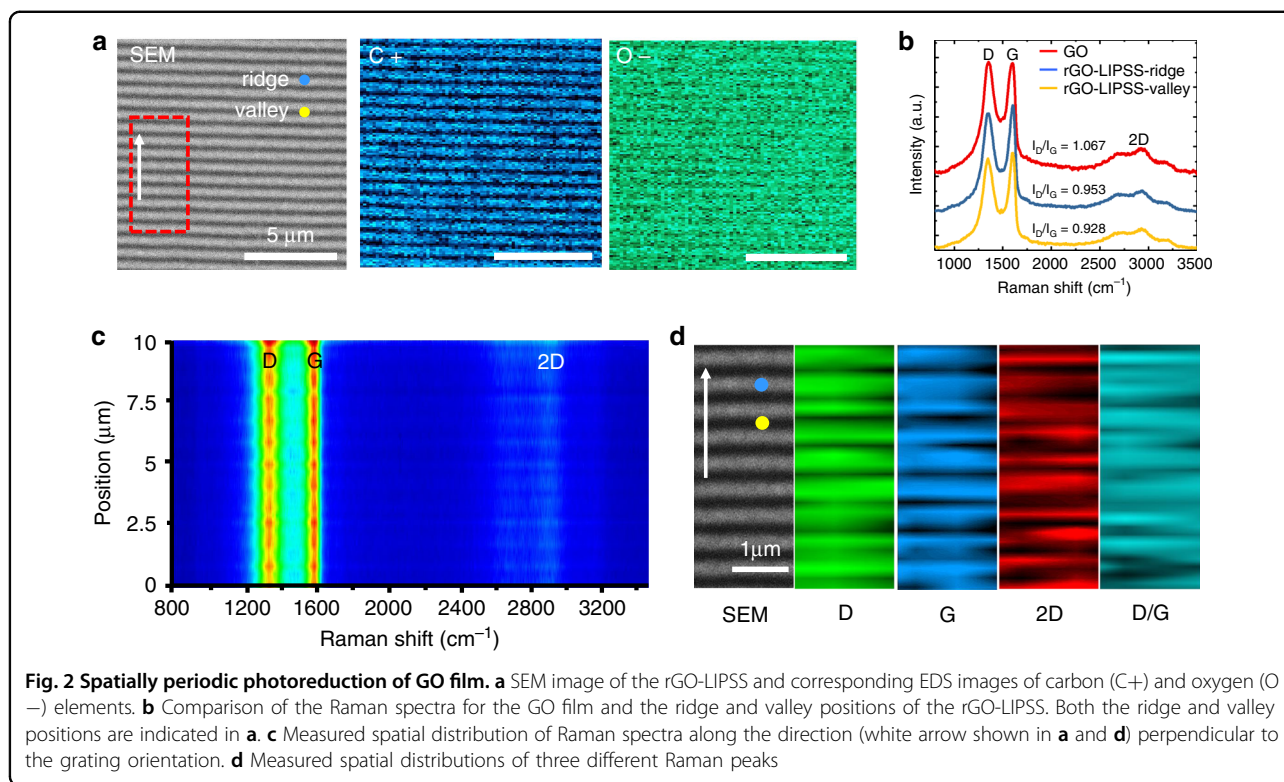 a
SEM
ridge
valley
5 μm
C +
O −
b
D G
GO
rGO-LIPSS-ridge
rGO-LIPSS-valley
2D
I_D/I_G = 1.067
I_D/I_G = 0.953
I_D/I_G = 0.928
Intensity (a.u.)
1000 1500 2000 2500 3000 3500
Raman shift (cm⁻¹)
c
10
7.5
5
2.5
0
Position (μm)
D G 2D
800 1200 1600 2000 2400 2800 3200
Raman shift (cm⁻¹)
d
1μm
SEM D G 2D D/G
Fig. 2 Spatially periodic photoreduction of GO film. a SEM image of the rGO-LIPSS and corresponding EDS images of carbon (C+) and oxygen (O
−) elements. b Comparison of the Raman spectra for the GO film and the ridge and valley positions of the rGO-LIPSS. Both the ridge and valley
positions are indicated in a. c Measured spatial distribution of Raman spectra along the direction (white arrow shown in a and d) perpendicular to
the grating orientation. d Measured spatial distributions of three different Raman peaks